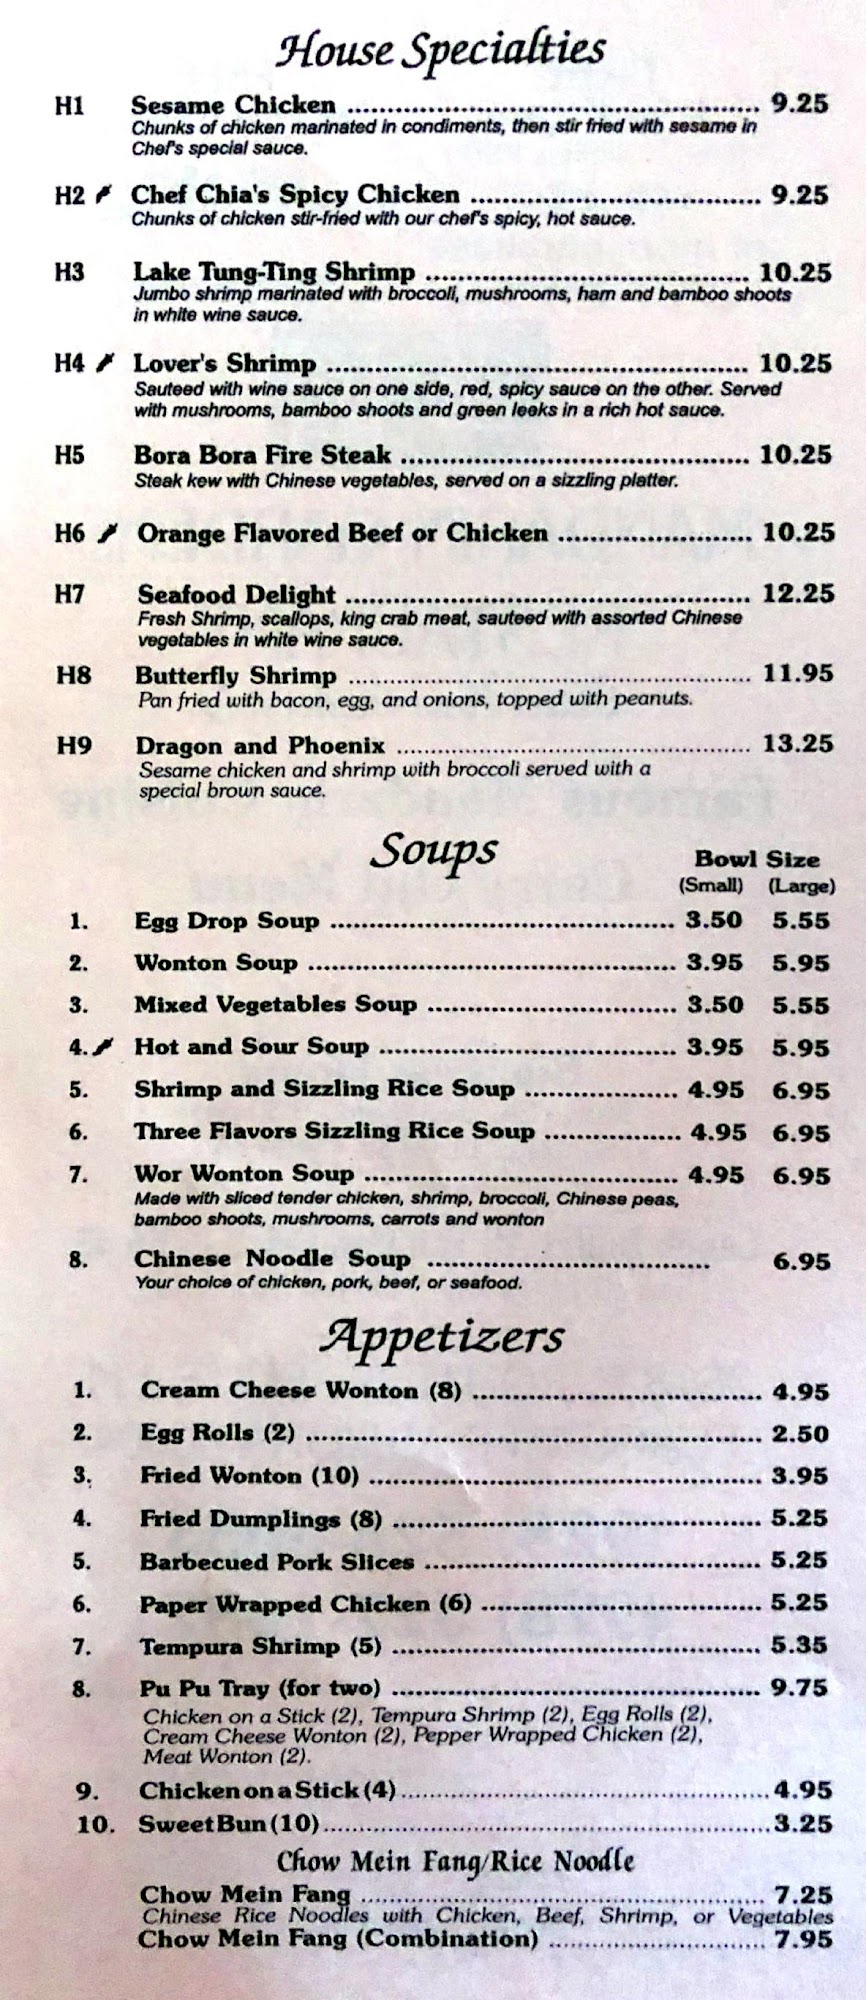 House Specialties
H1 Sesame Chicken 9.25
Chunks of chicken marinated in condiments, then stir fried with sesame in
Chef's special sauce.
H2 Chef Chia's Spicy Chicken 9.25
Chunks of chicken stir-fried with our chef's spicy, hot sauce.
H3 Lake Tung-Ting Shrimp 10.25
Jumbo shrimp marinated with broccoli, mushrooms, ham and bamboo shoots
in white wine sauce.
H4 Lover's Shrimp 10.25
Sauteed with wine sauce on one side, red, spicy sauce on the other. Served
with mushrooms, bamboo shoots and green leeks in a rich hot sauce.
H5 Bora Bora Fire Steak 10.25
Steak kew with Chinese vegetables, served on a sizzling platter.
H6 Orange Flavored Beef or Chicken 10.25
H7 Seafood Delight 12.25
Fresh Shrimp, scallops, king crab meat, sauteed with assorted Chinese
vegetables in white wine sauce.
H8 Butterfly Shrimp 11.95
Pan fried with bacon, egg, and onions, topped with peanuts.
H9 Dragon and Phoenix 13.25
Sesame chicken and shrimp with broccoli served with a
special brown sauce.
Soups
Bowl Size
(Small) (Large)
1. Egg Drop Soup 3.50 5.55
2. Wonton Soup 3.95 5.95
3. Mixed Vegetables Soup 3.50 5.55
4. Hot and Sour Soup 3.95 5.95
5. Shrimp and Sizzling Rice Soup 4.95 6.95
6. Three Flavors Sizzling Rice Soup 4.95 6.95
7. Wor Wonton Soup 4.95 6.95
Made with sliced tender chicken, shrimp, broccoli, Chinese peas,
bamboo shoots, mushrooms, carrots and wonton
8. Chinese Noodle Soup 6.95
Your choice of chicken, pork, beef, or seafood.
Appetizers
1. Cream Cheese Wonton (8) 4.95
2. Egg Rolls (2) 2.50
3. Fried Wonton (10) 3.95
4. Fried Dumplings (8) 5.25
5. Barbecued Pork Slices 5.25
6. Paper Wrapped Chicken (6) 5.25
7. Tempura Shrimp (5) 5.35
8. Pu Pu Tray (for two) 9.75
Chicken on a Stick (2), Tempura Shrimp (2), Egg Rolls (2),
Cream Cheese Wonton (2), Pepper Wrapped Chicken (2),
Meat Wonton (2).
9. Chicken on a Stick (4) 4.95
10. Sweet Bun (10) 3.25
Chow Mein Fang/Rice Noodle
Chow Mein Fang 7.25
Chinese Rice Noodles with Chicken, Beef, Shrimp, or Vegetables
Chow Mein Fang (Combination) 7.95